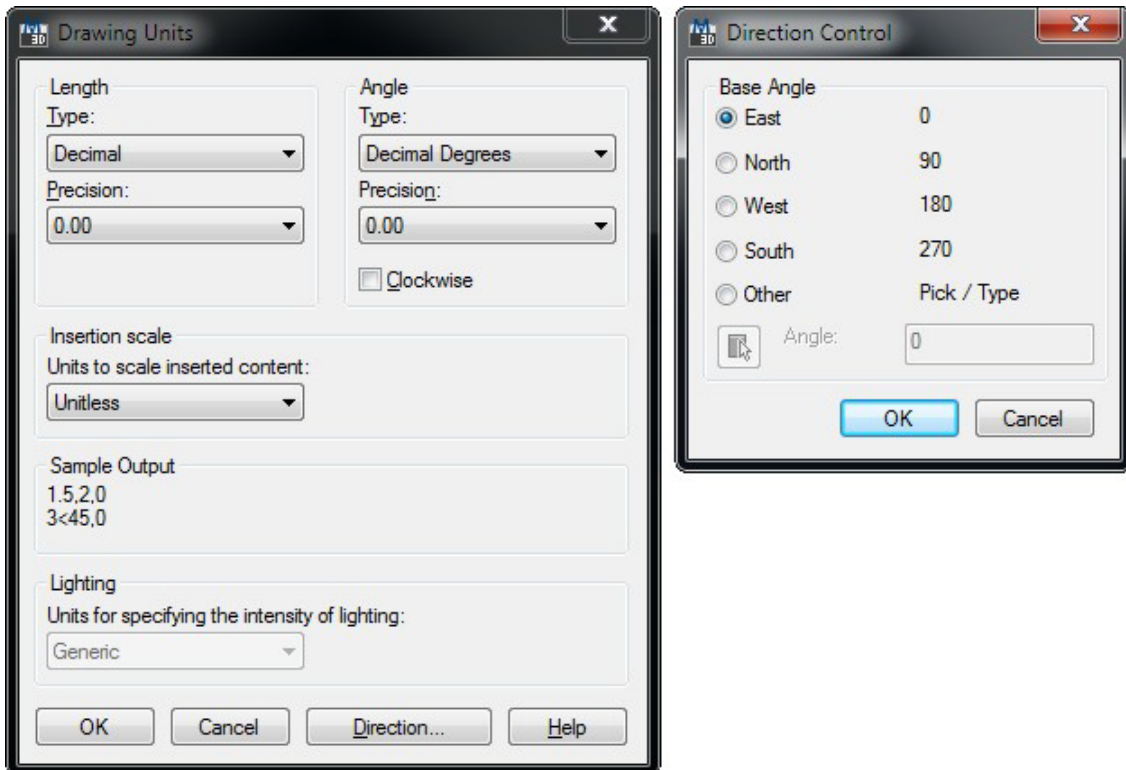 Drawing Units
Length
Type:
Decimal
Precision:
0.00
Angle
Type:
Decimal Degrees
Precision:
0.00
Clockwise
Insertion scale
Units to scale inserted content:
Unitless
Sample Output
1.5,2,0
3<45,0
Lighting
Units for specifying the intensity of lighting:
Generic
OK Cancel Direction... Help
Direction Control
Base Angle
East 0
North 90
West 180
South 270
Other Pick / Type
Angle: 0
OK Cancel